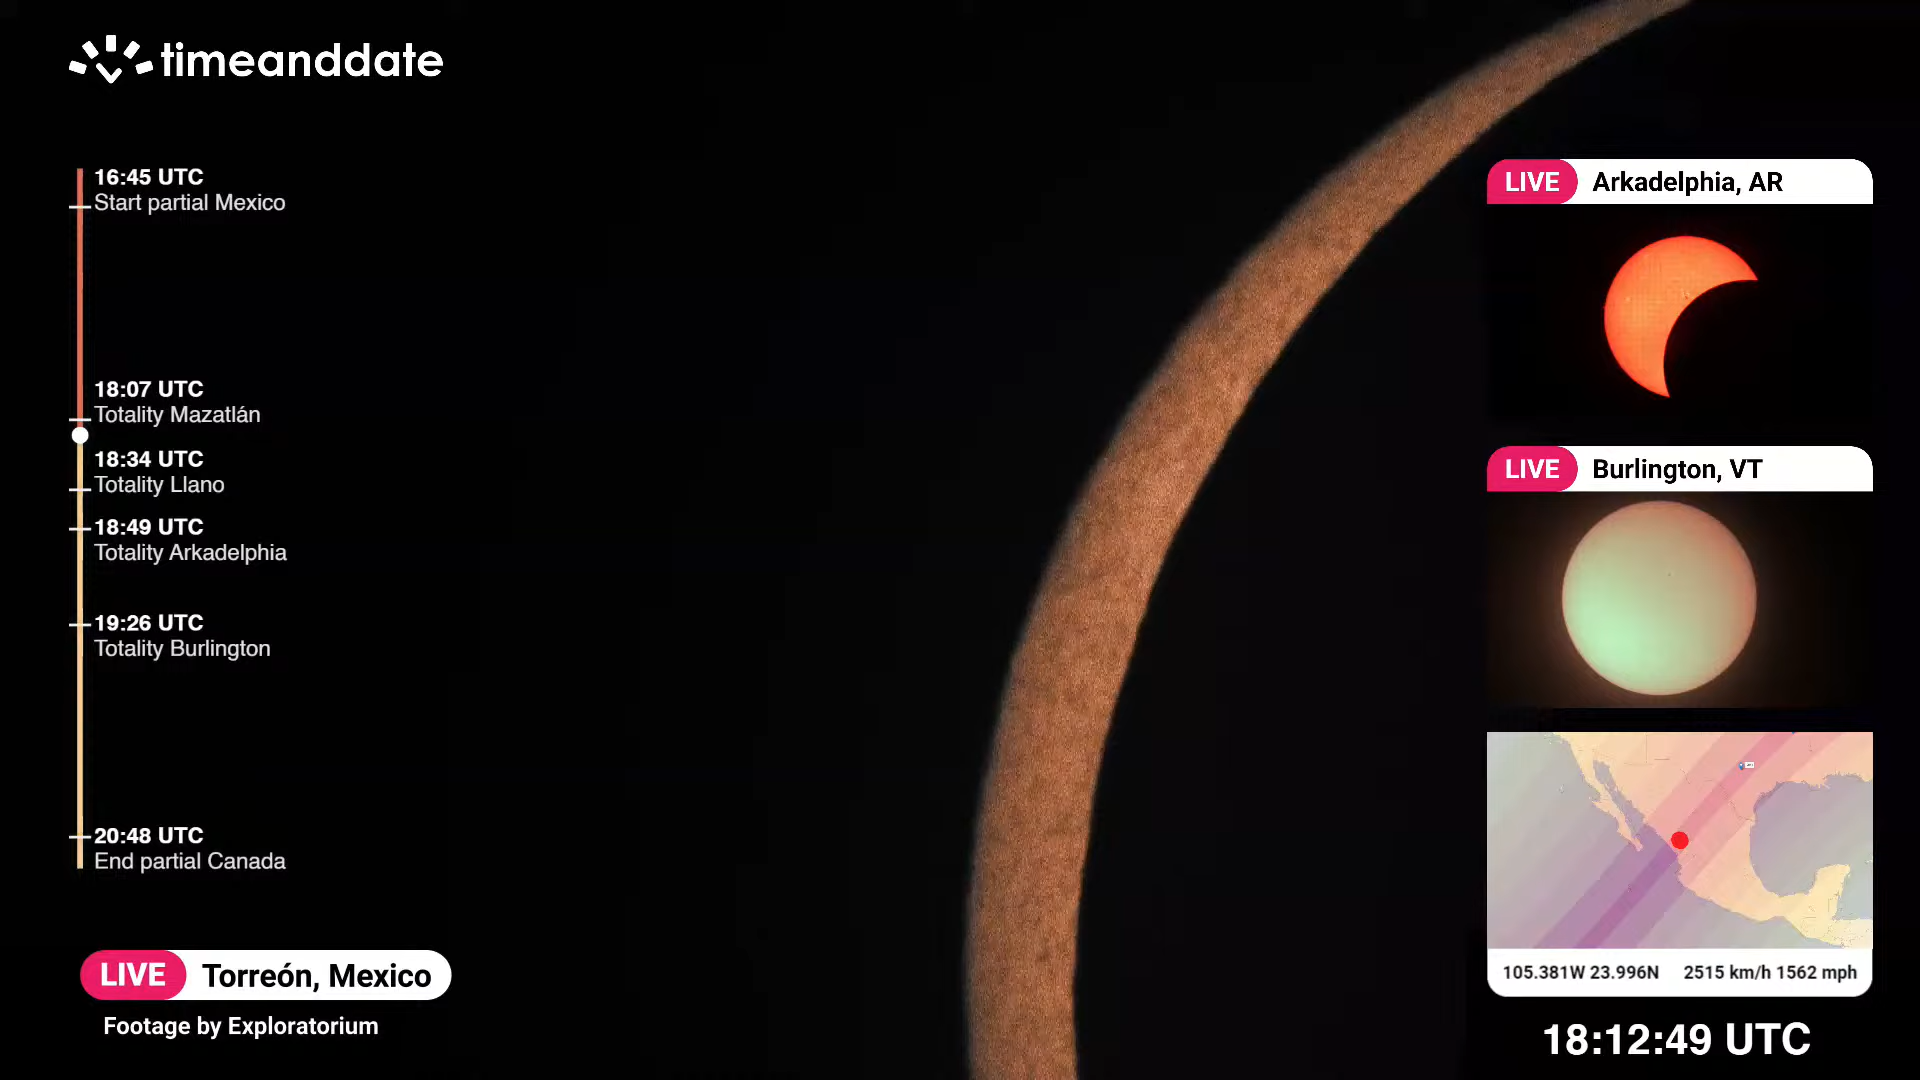 timeanddate
16:45 UTC
Start partial Mexico
18:07 UTC
Totality Mazatlán
18:34 UTC
Totality Llano
18:49 UTC
Totality Arkadelphia
19:26 UTC
Totality Burlington
20:48 UTC
End partial Canada
LIVE Torreón, Mexico
Footage by Exploratorium
LIVE Arkadelphia, AR
LIVE Burlington, VT
105.381W 23.996N 2515 km/h 1562 mph
18:12:49 UTC